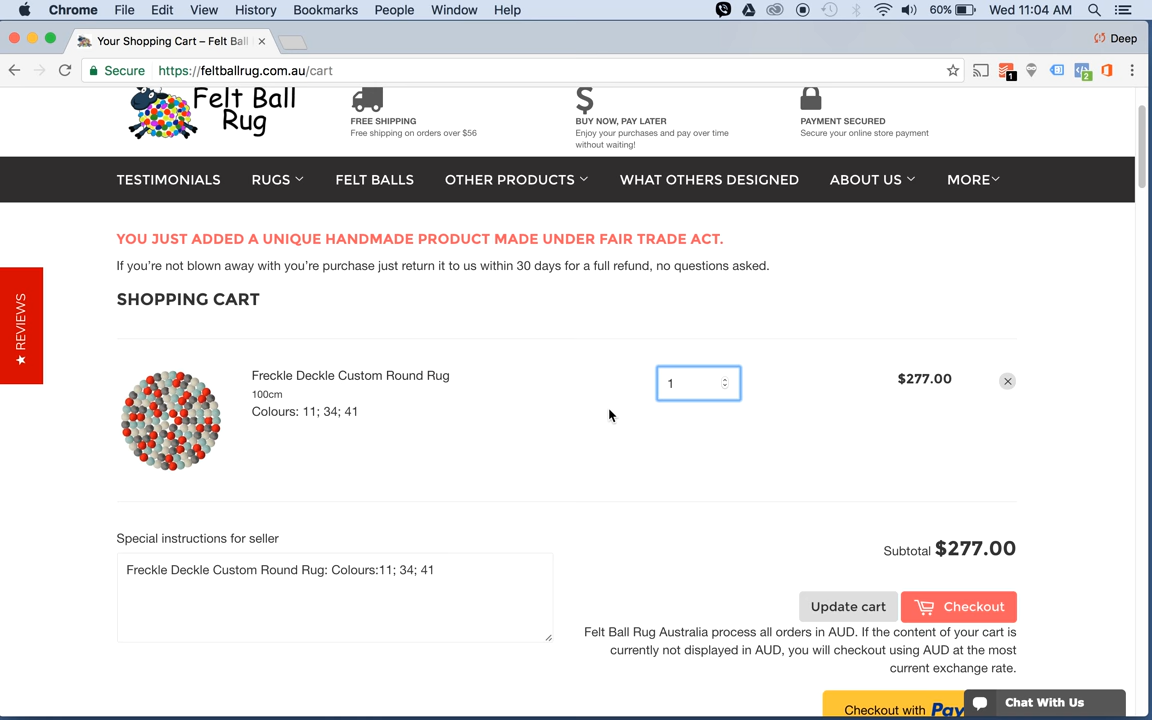 Chrome File Edit View History Bookmarks People Window Help 60% Wed 11:04 AM
Your Shopping Cart – Felt Ball Deep
Secure https://feltballrug.com.au/cart 1 2
Felt Ball
Rug
FREE SHIPPING
Free shipping on orders over $56
BUY NOW, PAY LATER
Enjoy your purchases and pay over time
without waiting!
PAYMENT SECURED
Secure your online store payment
TESTIMONIALS RUGS FELT BALLS OTHER PRODUCTS WHAT OTHERS DESIGNED ABOUT US MORE
YOU JUST ADDED A UNIQUE HANDMADE PRODUCT MADE UNDER FAIR TRADE ACT.
If you're not blown away with you're purchase just return it to us within 30 days for a full refund, no questions asked.
★ REVIEWS
SHOPPING CART
Freckle Deckle Custom Round Rug 1 $277.00
100cm
Colours: 11; 34; 41
Special instructions for seller
Freckle Deckle Custom Round Rug: Colours:11; 34; 41
Subtotal $277.00
Update cart Checkout
Felt Ball Rug Australia process all orders in AUD. If the content of your cart is
currently not displayed in AUD, you will checkout using AUD at the most
current exchange rate.
Checkout with Pay
Chat With Us